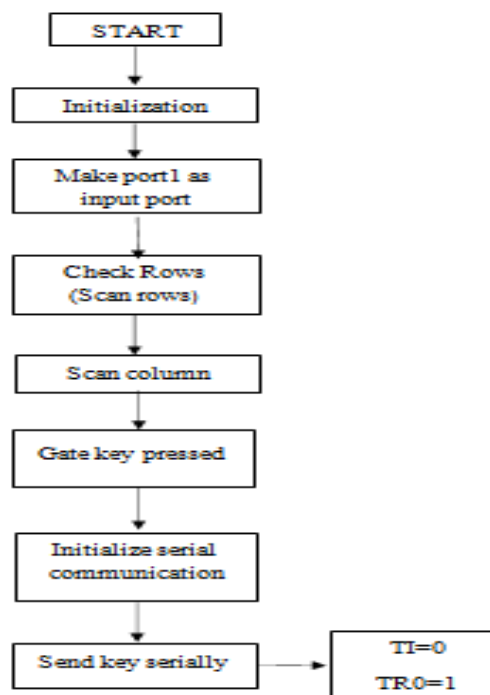 START
Initialization
Make port1 as
input port
Check Rows
(Scan rows)
Scan column
Gate key pressed
Initialize serial
communication
Send key serially
TI=0
TR0=1